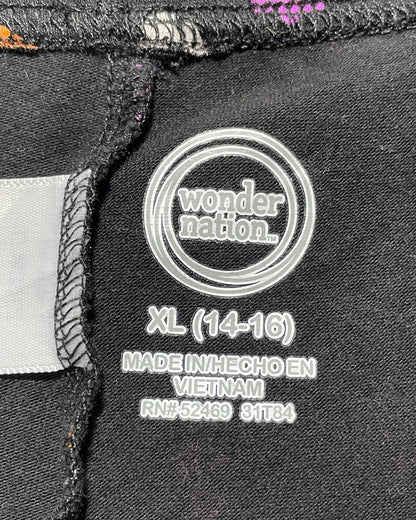 wonder
nation™
XL (14-16)
MADE IN/HECHO EN
VIETNAM
RN# 52469 31T84